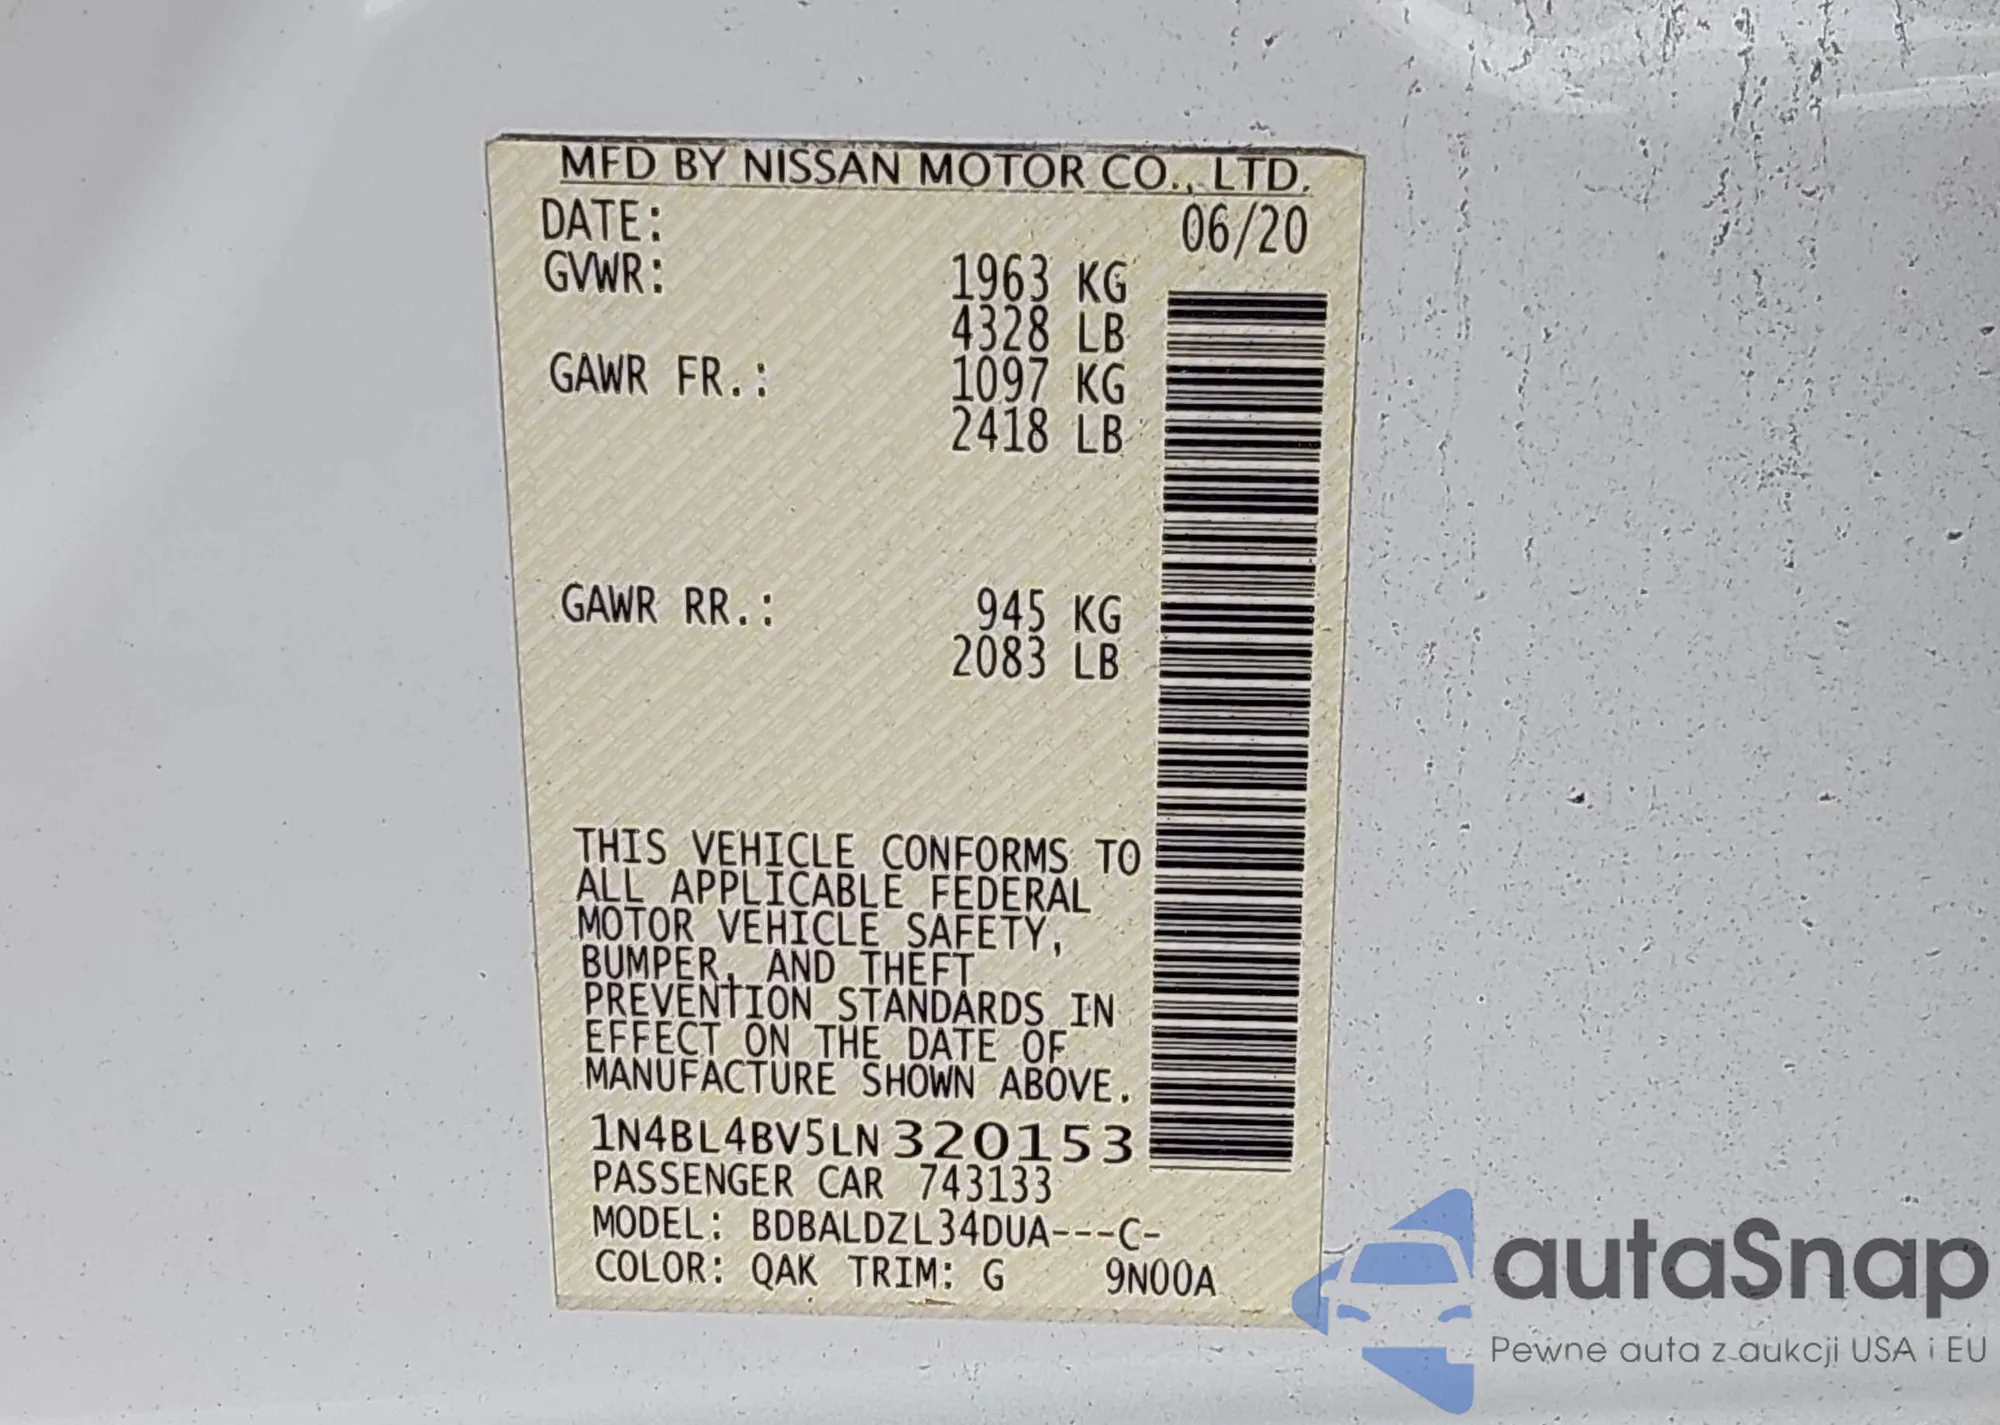 MFD BY NISSAN MOTOR CO., LTD.
DATE: 06/20
GVWR: 1963 KG
4328 LB
GAWR FR.: 1097 KG
2418 LB
GAWR RR.: 945 KG
2083 LB
THIS VEHICLE CONFORMS TO
ALL APPLICABLE FEDERAL
MOTOR VEHICLE SAFETY,
BUMPER, AND THEFT
PREVENTION STANDARDS IN
EFFECT ON THE DATE OF
MANUFACTURE SHOWN ABOVE.
1N4BL4BV5LN320153
PASSENGER CAR 743133
MODEL: BDBALDZL34DUA---C-
COLOR: QAK TRIM: G 9N00A
autaSnap
Pewne auta z aukcji USA i EU